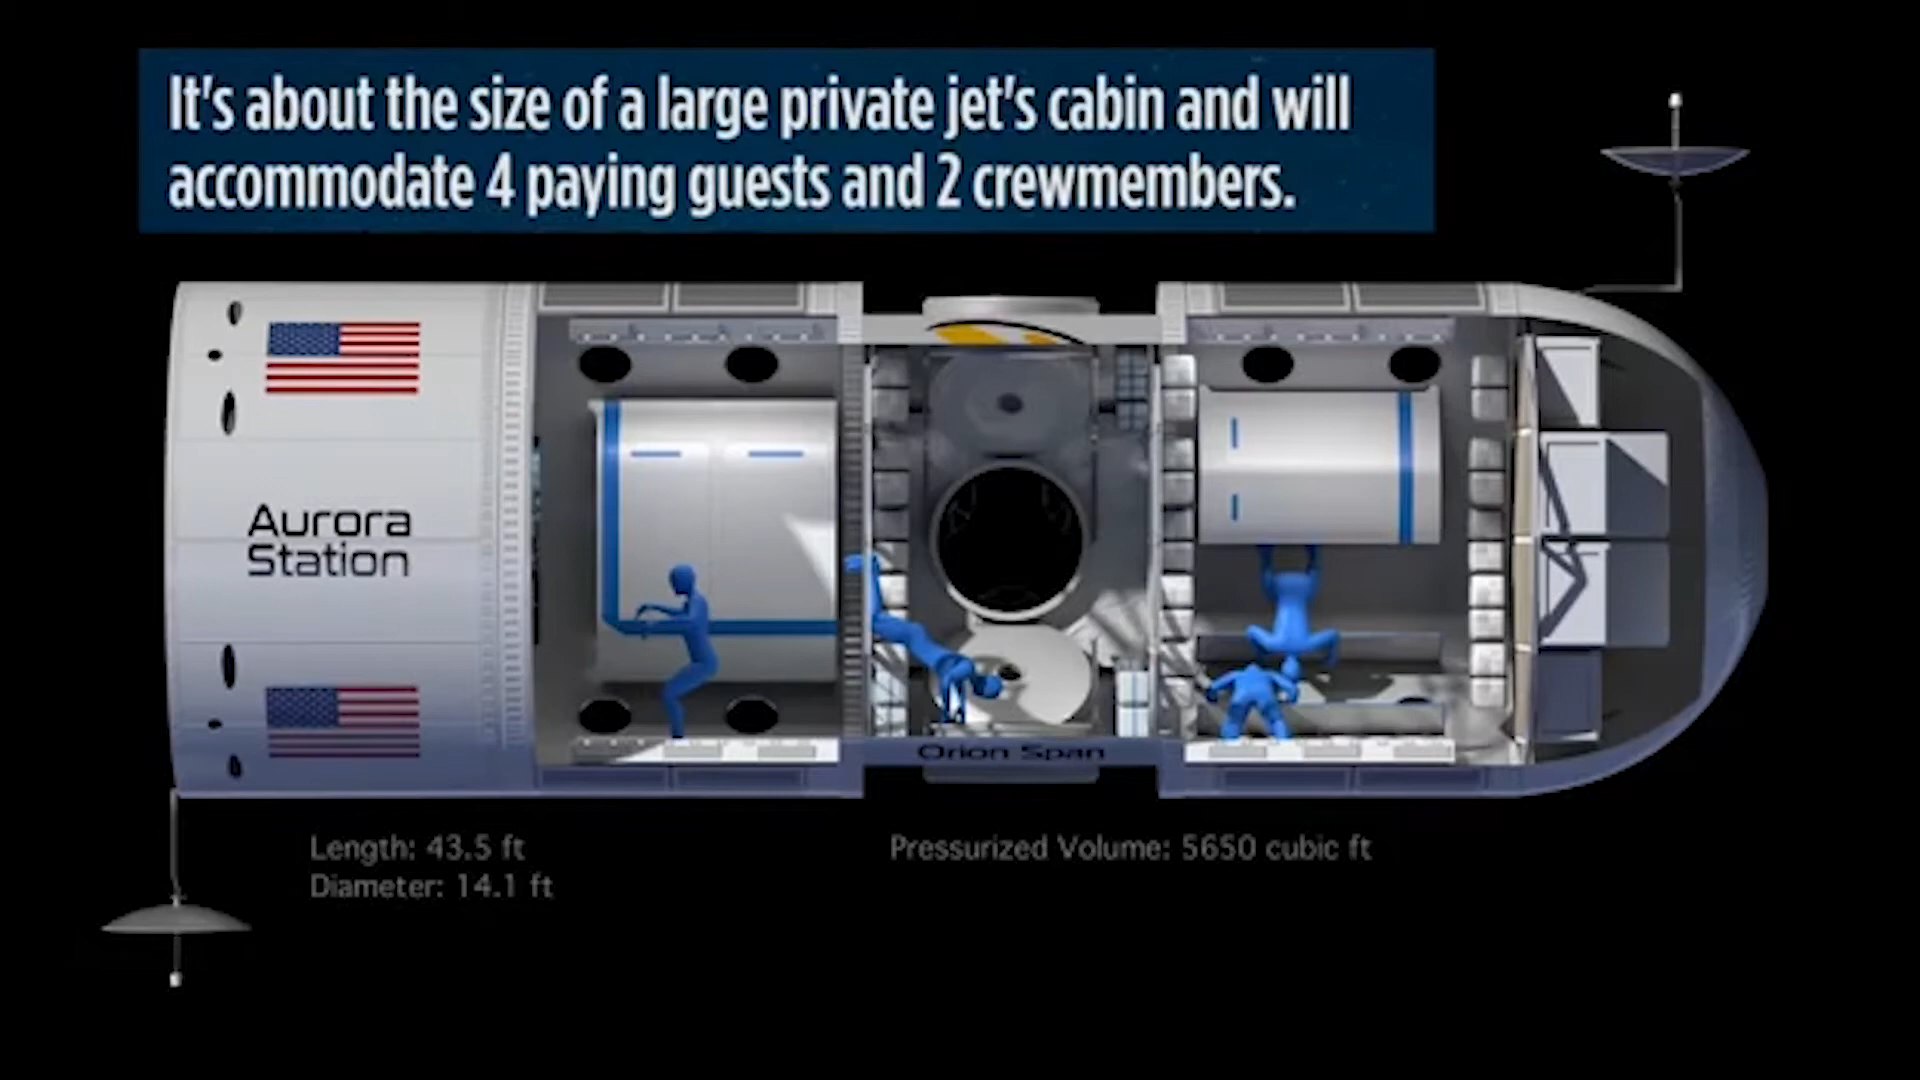 It's about the size of a large private jet's cabin and will
accommodate 4 paying guests and 2 crewmembers.
Aurora
Station
Orion Span
Length: 43.5 ft
Diameter: 14.1 ft
Pressurized Volume: 5650 cubic ft